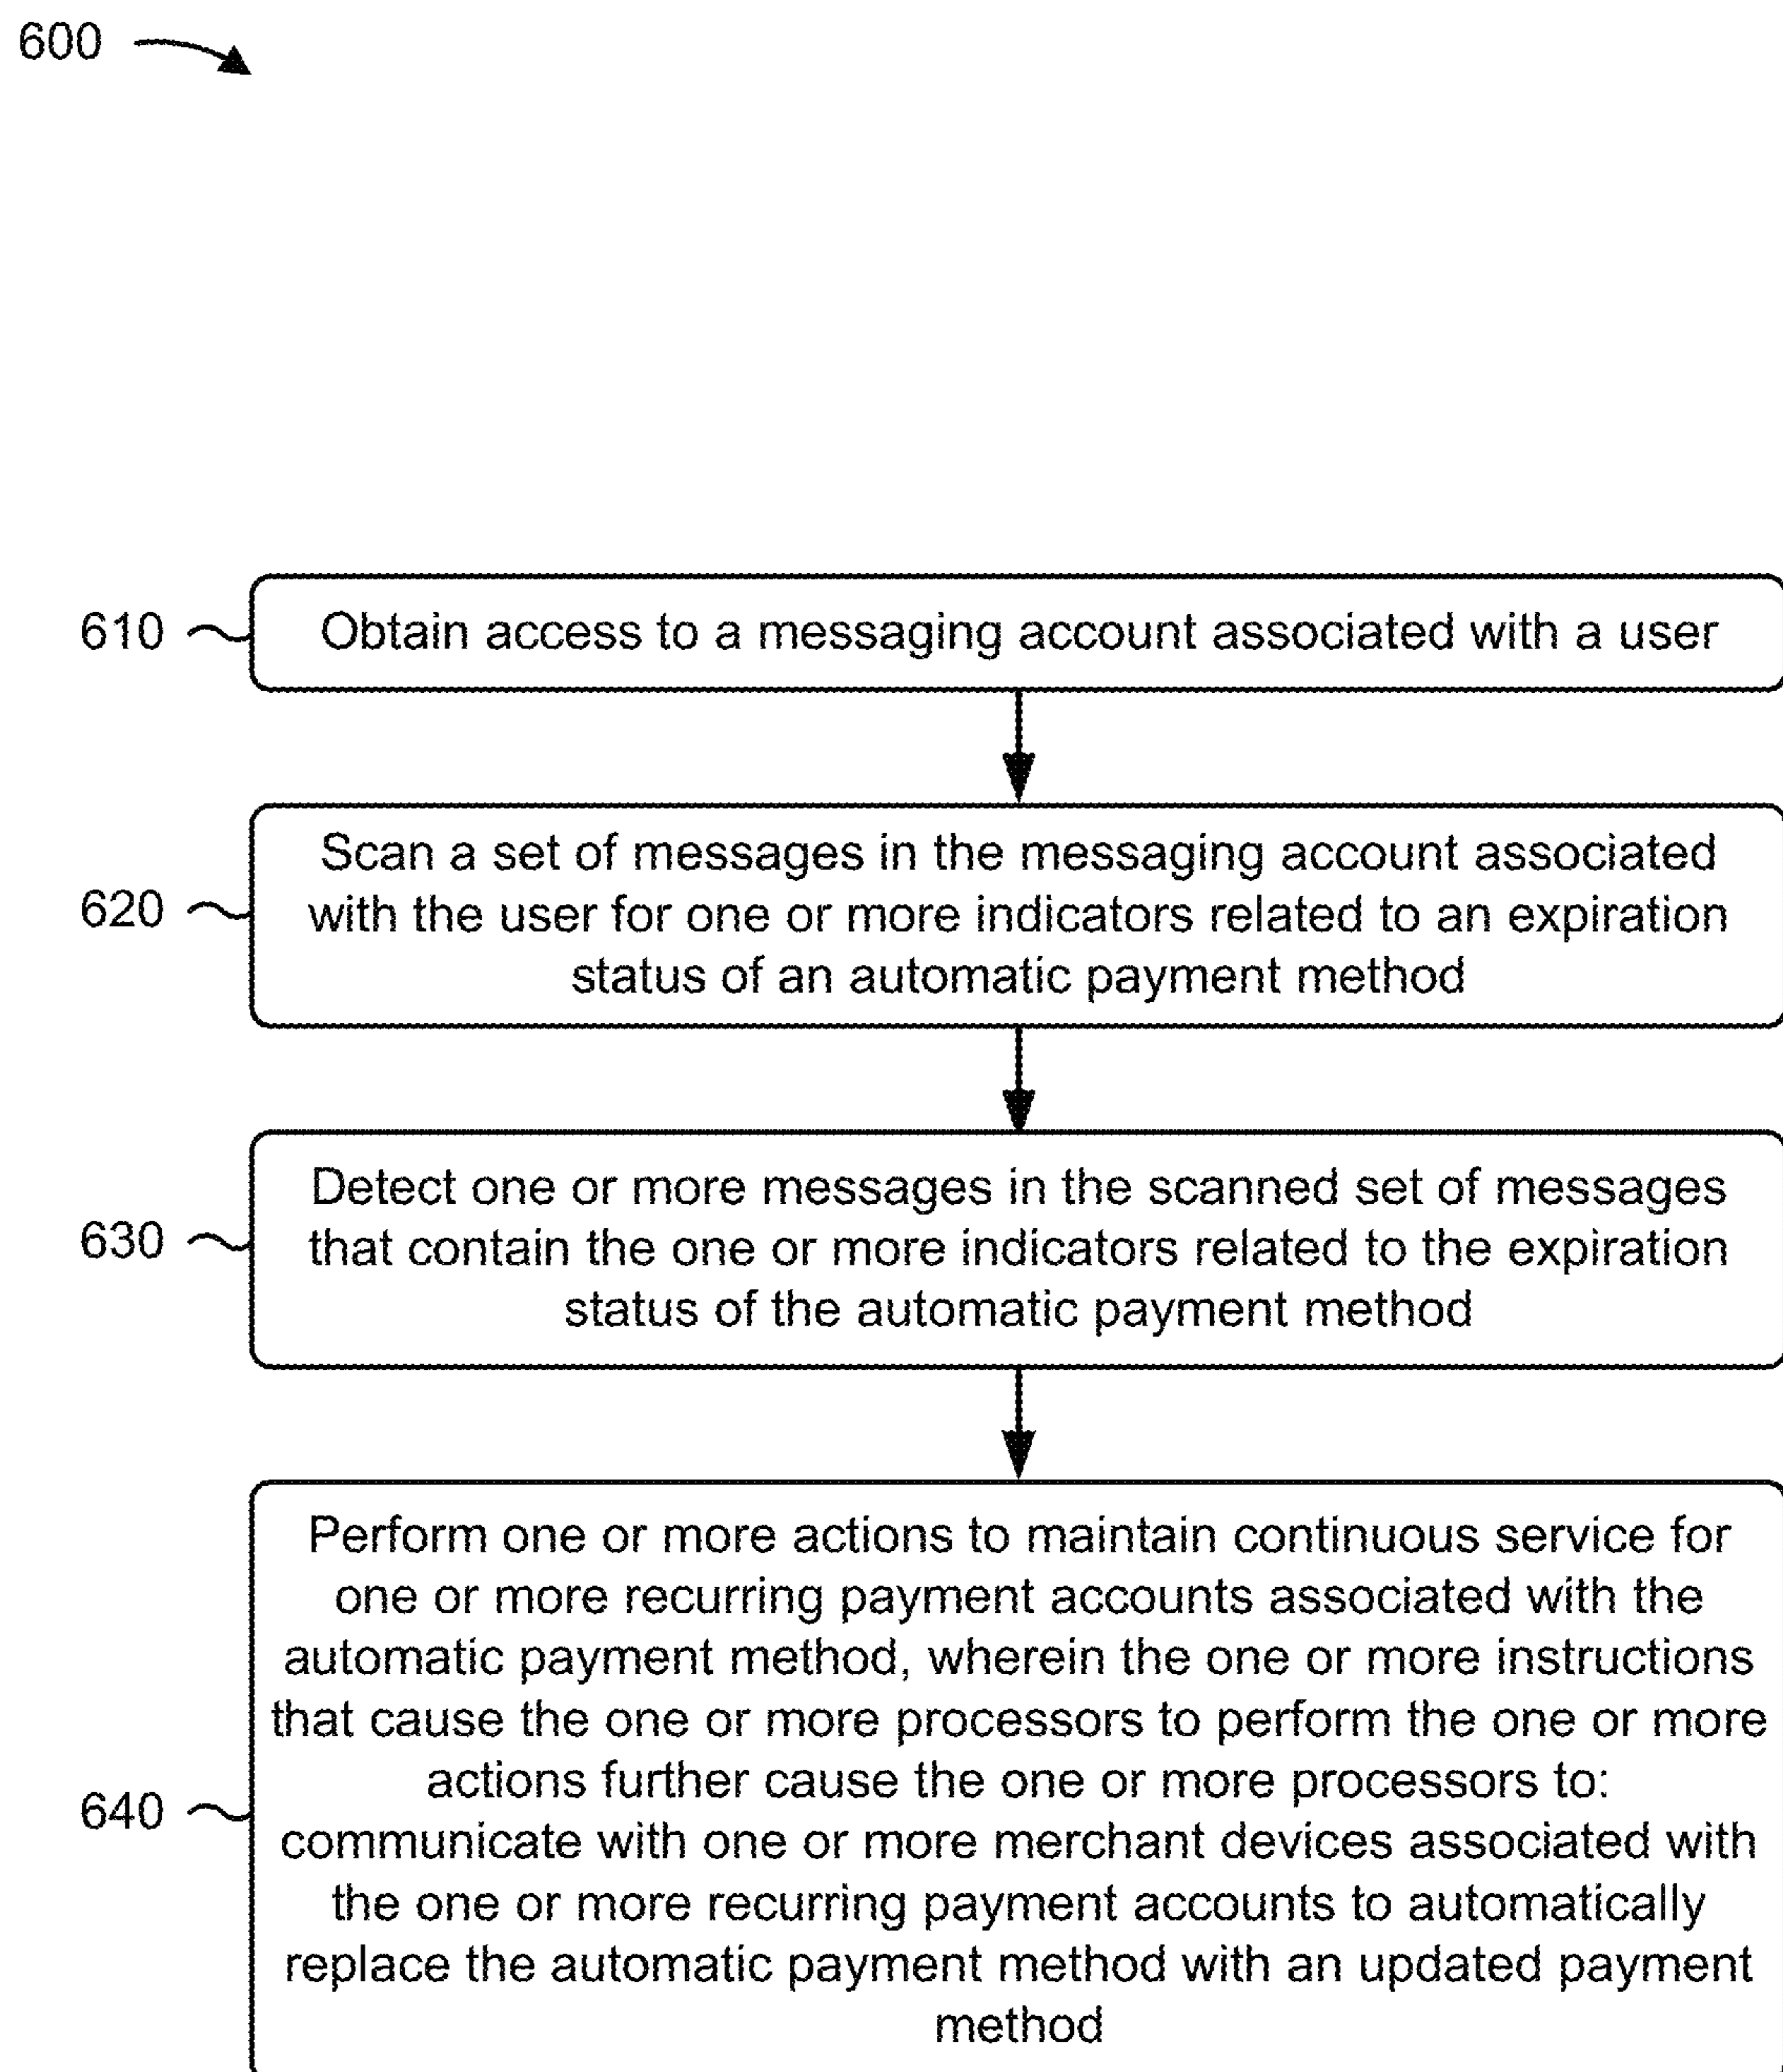 600
610
Obtain access to a messaging account associated with a user
620
Scan a set of messages in the messaging account associated
with the user for one or more indicators related to an expiration
status of an automatic payment method
630
Detect one or more messages in the scanned set of messages
that contain the one or more indicators related to the expiration
status of the automatic payment method
640
Perform one or more actions to maintain continuous service for
one or more recurring payment accounts associated with the
automatic payment method, wherein the one or more instructions
that cause the one or more processors to perform the one or more
actions further cause the one or more processors to:
communicate with one or more merchant devices associated with
the one or more recurring payment accounts to automatically
replace the automatic payment method with an updated payment
method